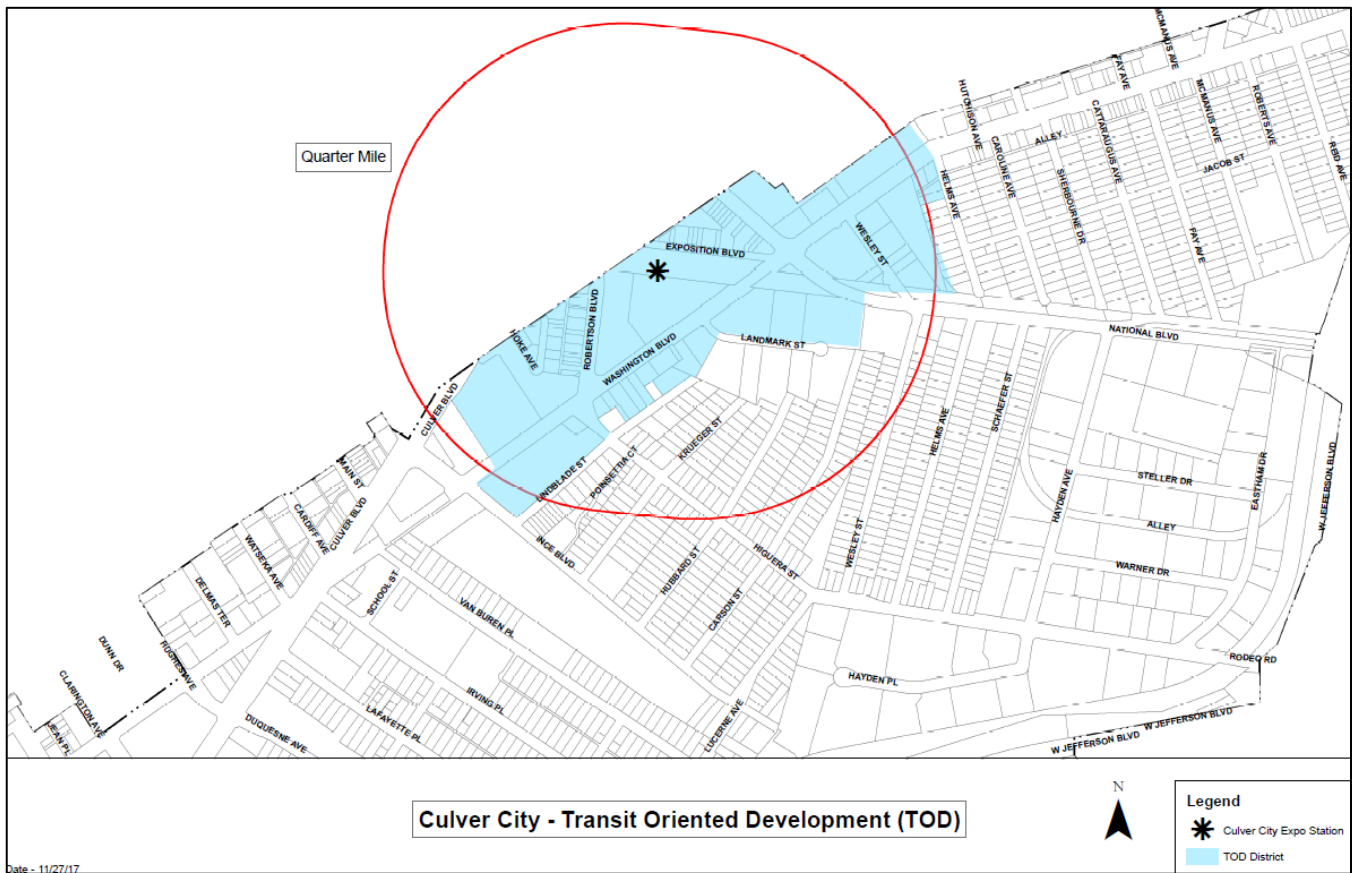 MCMANUS AVE
FAY AVE
HUTCHISON AVE
CATTARAUGUS AVE
MCMANUS AVE
ROBERTS AVE
ALLEY
Quarter Mile
CAROLINE AVE
JACOB ST
HELMS AVE
SHERBOURNE DR
WESLEY ST
FAY AVE
EXPOSITION BLVD
ROBERTSON BLVD
HOKE AVE
WASHINGTON BLVD
LANDMARK ST
NATIONAL BLVD
CULVER BLVD
SCHAEFER ST
HELMS AVE
KRUEGER ST
POINSETTIA CT
LINDBLADE ST
MAIN ST
STELLER DR
EASTHAM DR
W JEFFERSON BLVD
HAYDEN AVE
CULVER BLVD
CARDIFF AVE
WATSEKA AVE
ALLEY
INCE BLVD
WESLEY ST
HIGUERA ST
HUBBARD ST
WARNER DR
DELMAS TER
SCHOOL ST
VAN BUREN PL
CARSON ST
DUNN DR
HUGHES AVE
RODEO RD
CLARINGTON AVE
IRVING PL
HAYDEN PL
JEAN PL
LAFAYETTE PL
DUQUESNE AVE
LUCERNE AVE
W JEFFERSON BLVD
W JEFFERSON BLVD
N
Culver City - Transit Oriented Development (TOD)
Legend
Culver City Expo Station
TOD District
Date - 11/27/17